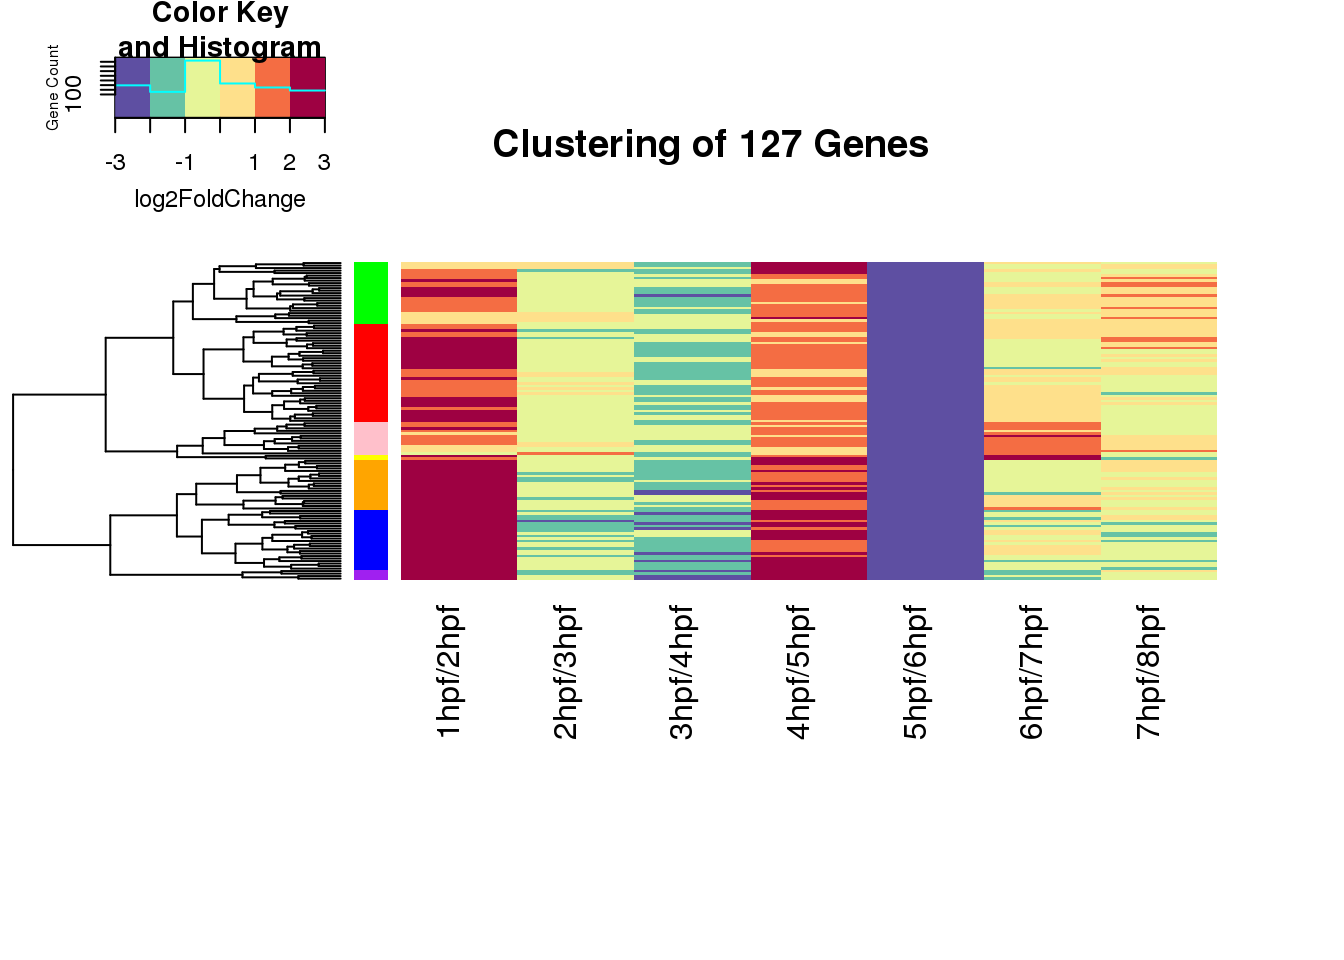 Color Key
and Histogram
Gene Count
100
-3 -1 1 2 3
log2FoldChange
Clustering of 127 Genes
1hpf/2hpf
2hpf/3hpf
3hpf/4hpf
4hpf/5hpf
5hpf/6hpf
6hpf/7hpf
7hpf/8hpf